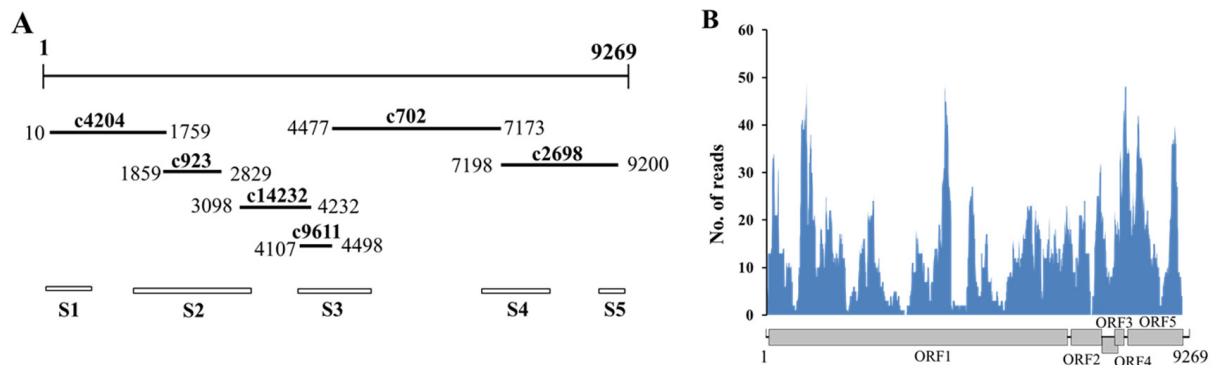 A
1 9269
c4204 c702
10 1759 4477 7173
c923 c2698
1859 2829 7198 9200
c14232
3098 4232
c9611
4107 4498
S1 S2 S3 S4 S5
B
No. of reads
60
50
40
30
20
10
0
ORF3 ORF5
1 ORF1 ORF2 ORF4 9269